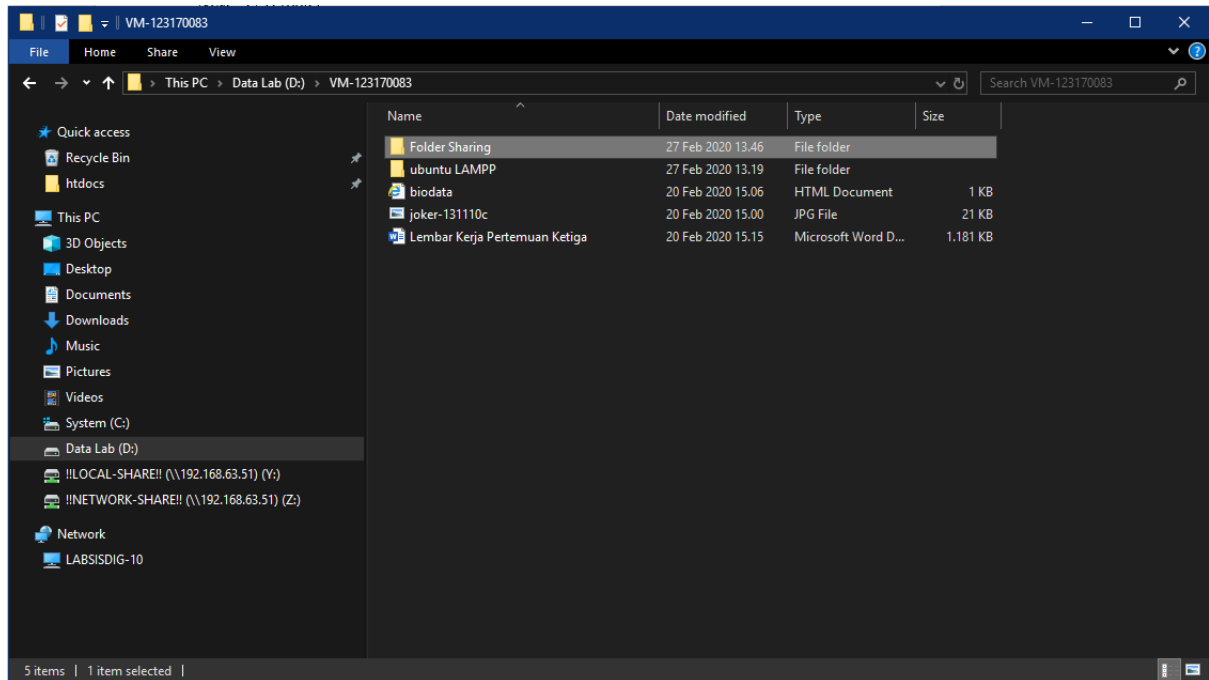 VM-123170083
File Home Share View
This PC > Data Lab (D:) > VM-123170083
Search VM-123170083
Name Date modified Type Size
Quick access
Recycle Bin
htdocs
This PC
3D Objects
Desktop
Documents
Downloads
Music
Pictures
Videos
System (C:)
Data Lab (D:)
!!LOCAL-SHARE!! (\\192.168.63.51) (Y:)
!!NETWORK-SHARE!! (\\192.168.63.51) (Z:)
Network
LABSISDIG-10
Folder Sharing 27 Feb 2020 13.46 File folder
ubuntu LAMPP 27 Feb 2020 13.19 File folder
biodata 20 Feb 2020 15.06 HTML Document 1 KB
joker-131110c 20 Feb 2020 15.00 JPG File 21 KB
Lembar Kerja Pertemuan Ketiga 20 Feb 2020 15.15 Microsoft Word D... 1.181 KB
5 items | 1 item selected |